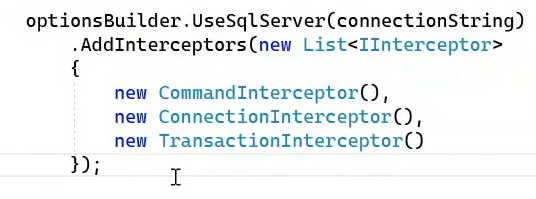 optionsBuilder.UseSqlServer(connectionString)
.AddInterceptors(new List<IInterceptor>
{
new CommandInterceptor(),
new ConnectionInterceptor(),
new TransactionInterceptor()
});